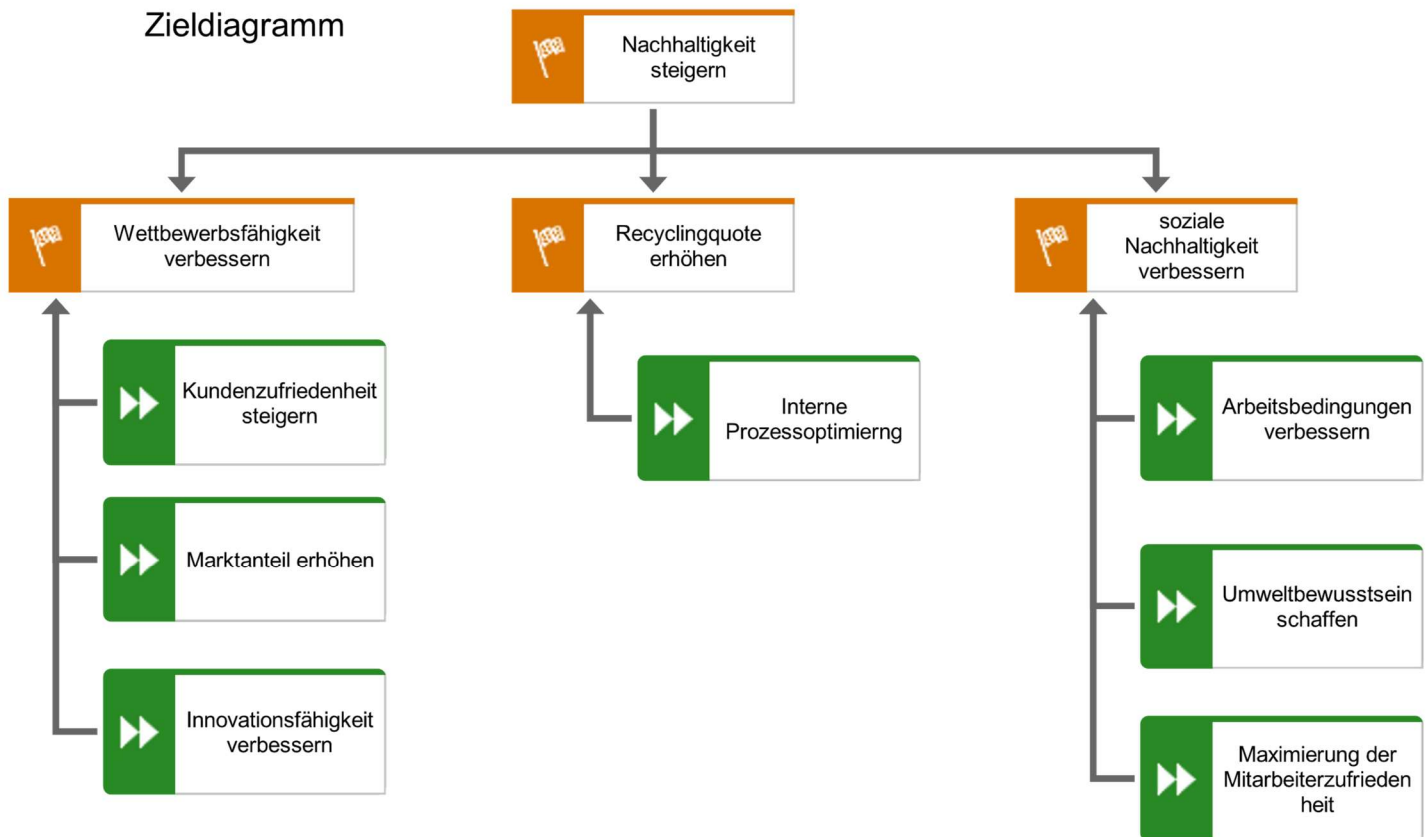 Zieldiagramm
Nachhaltigkeit
steigern
Wettbewerbsfähigkeit
verbessern
Recyclingquote
erhöhen
soziale
Nachhaltigkeit
verbessern
Kundenzufriedenheit
steigern
Interne
Prozessoptimierng
Arbeitsbedingungen
verbessern
Marktanteil erhöhen
Umweltbewusstsein
schaffen
Innovationsfähigkeit
verbessern
Maximierung der
Mitarbeiterzufrieden
heit